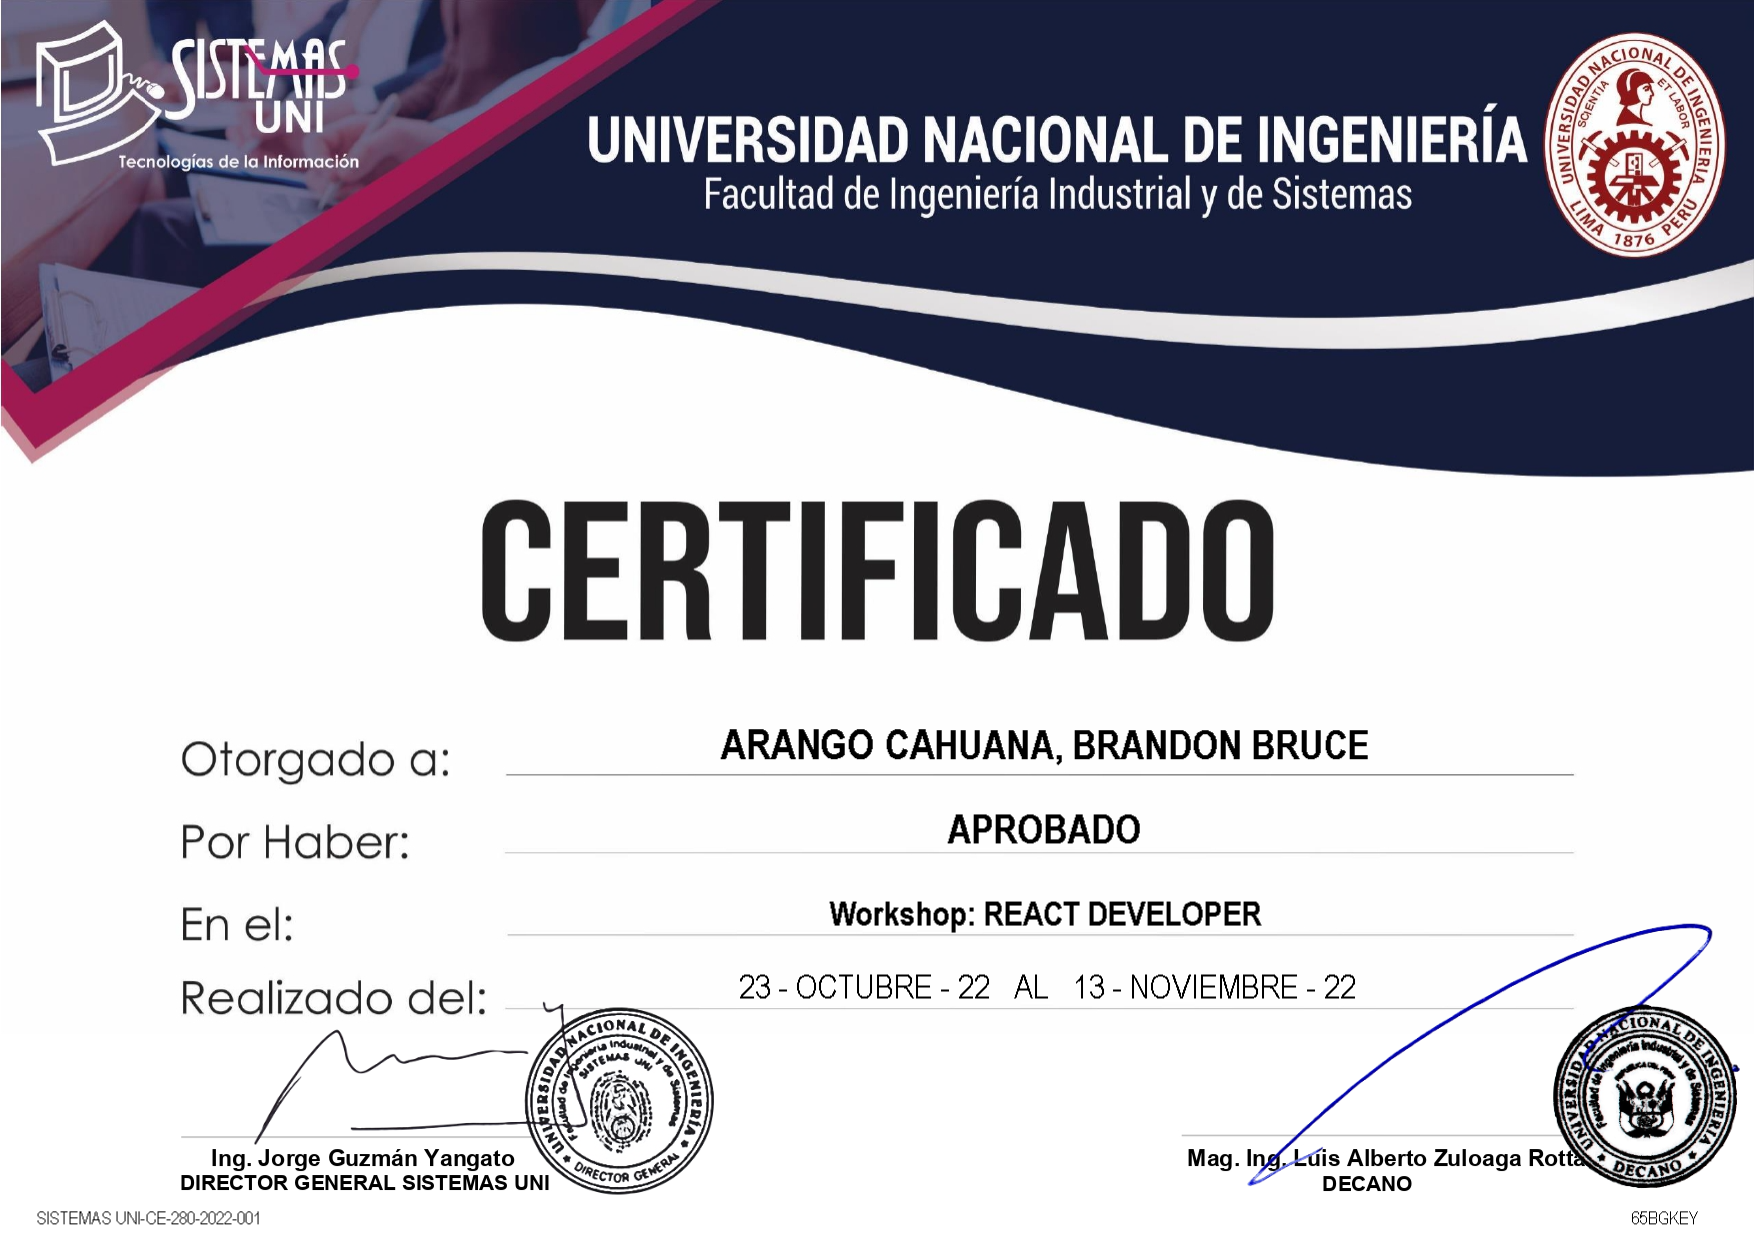 SISTEMAS
UNI
Tecnologías de la Información
UNIVERSIDAD NACIONAL DE INGENIERÍA
Facultad de Ingeniería Industrial y de Sistemas
UNIVERSIDAD NACIONAL DE INGENIERIA
SCIENTIA ET LABOR
LIMA 1876 PERU
CERTIFICADO
Otorgado a: ARANGO CAHUANA, BRANDON BRUCE
Por Haber: APROBADO
En el: Workshop: REACT DEVELOPER
Realizado del: 23 - OCTUBRE - 22 AL 13 - NOVIEMBRE - 22
UNIVERSIDAD NACIONAL DE INGENIERÍA
Facultad de Ingeniería Industrial y de Sistemas
SISTEMAS UNI
DIRECTOR GENERAL
Ing. Jorge Guzmán Yangato
DIRECTOR GENERAL SISTEMAS UNI
UNIVERSIDAD NACIONAL DE INGENIERIA
Facultad de Ingeniería Industrial y de Sistemas
DECANO
Mag. Ing. Luis Alberto Zuloaga Rotta
DECANO
SISTEMAS UNI-CE-280-2022-001
65BGKEY